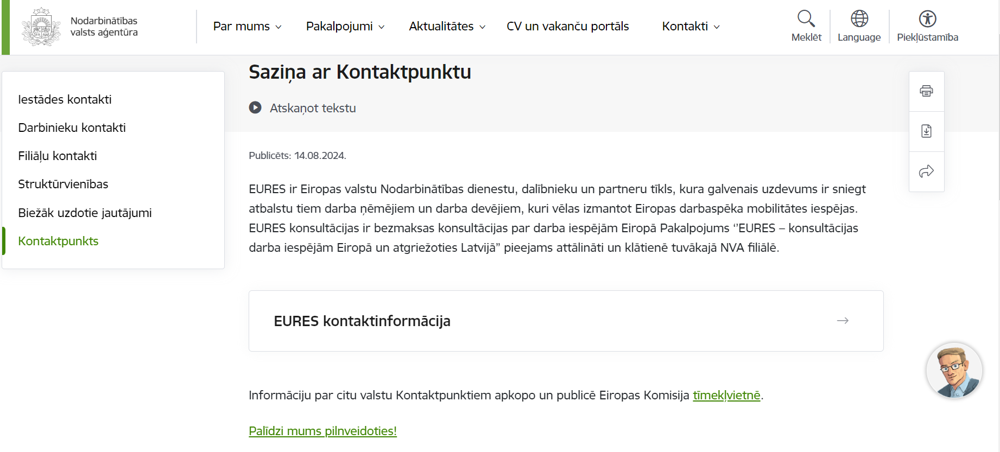 Nodarbinātības
valsts aģentūra
Par mums
Pakalpojumi
Aktualitātes
CV un vakanču portāls
Kontakti
Meklēt
Language
Piekļūstamība
Iestādes kontakti
Darbinieku kontakti
Filiāļu kontakti
Struktūrvienības
Biežāk uzdotie jautājumi
Kontaktpunkts
Saziņa ar Kontaktpunktu
Atskaņot tekstu
Publicēts: 14.08.2024.
EURES ir Eiropas valstu Nodarbinātības dienestu, dalībnieku un partneru tīkls, kura galvenais uzdevums ir sniegt
atbalstu tiem darba ņēmējiem un darba devējiem, kuri vēlas izmantot Eiropas darbaspēka mobilitātes iespējas.
EURES konsultācijas ir bezmaksas konsultācijas par darba iespējām Eiropā Pakalpojums ‘’EURES – konsultācijas
darba iespējām Eiropā un atgriežoties Latvijā” pieejams attālināti un klātienē tuvākajā NVA filiālē.
EURES kontaktinformācija
Informāciju par citu valstu Kontaktpunktiem apkopo un publicē Eiropas Komisija tīmekļvietnē.
Palīdzi mums pilnveidoties!